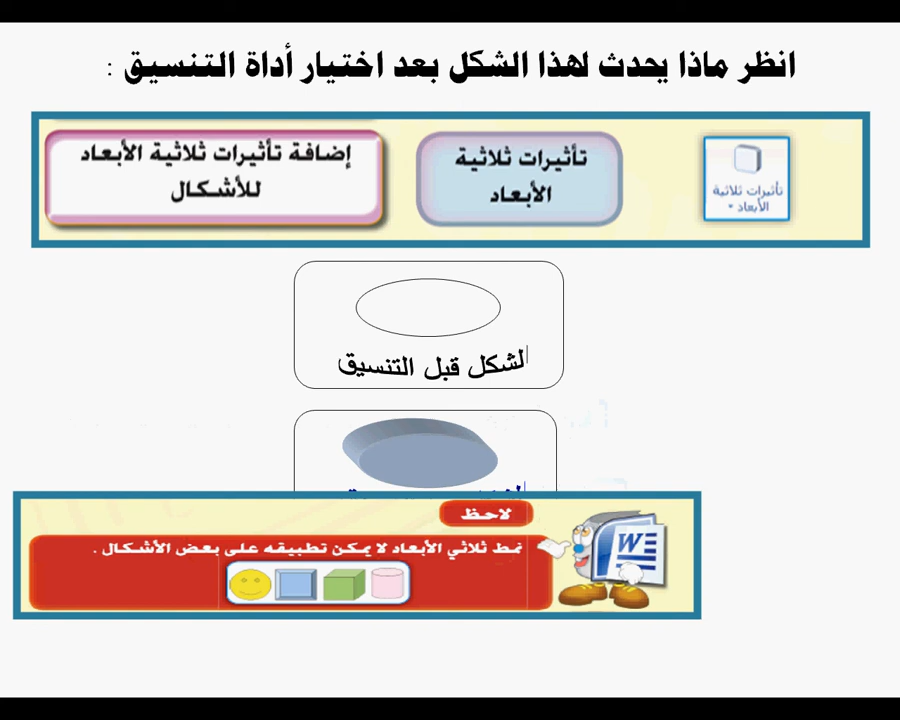 انظر ماذا يحدث لهذا الشكل بعد اختيار أداة التنسيق :
تأثيرات ثلاثية
الأبعاد
تأثيرات ثلاثية
الأبعاد
إضافة تأثيرات ثلاثية الأبعاد
للأشكال
الشكل قبل التنسيق
لاحظ
نمط ثلاثي الأبعاد لا يمكن تطبيقه على بعض الأشكال .
W